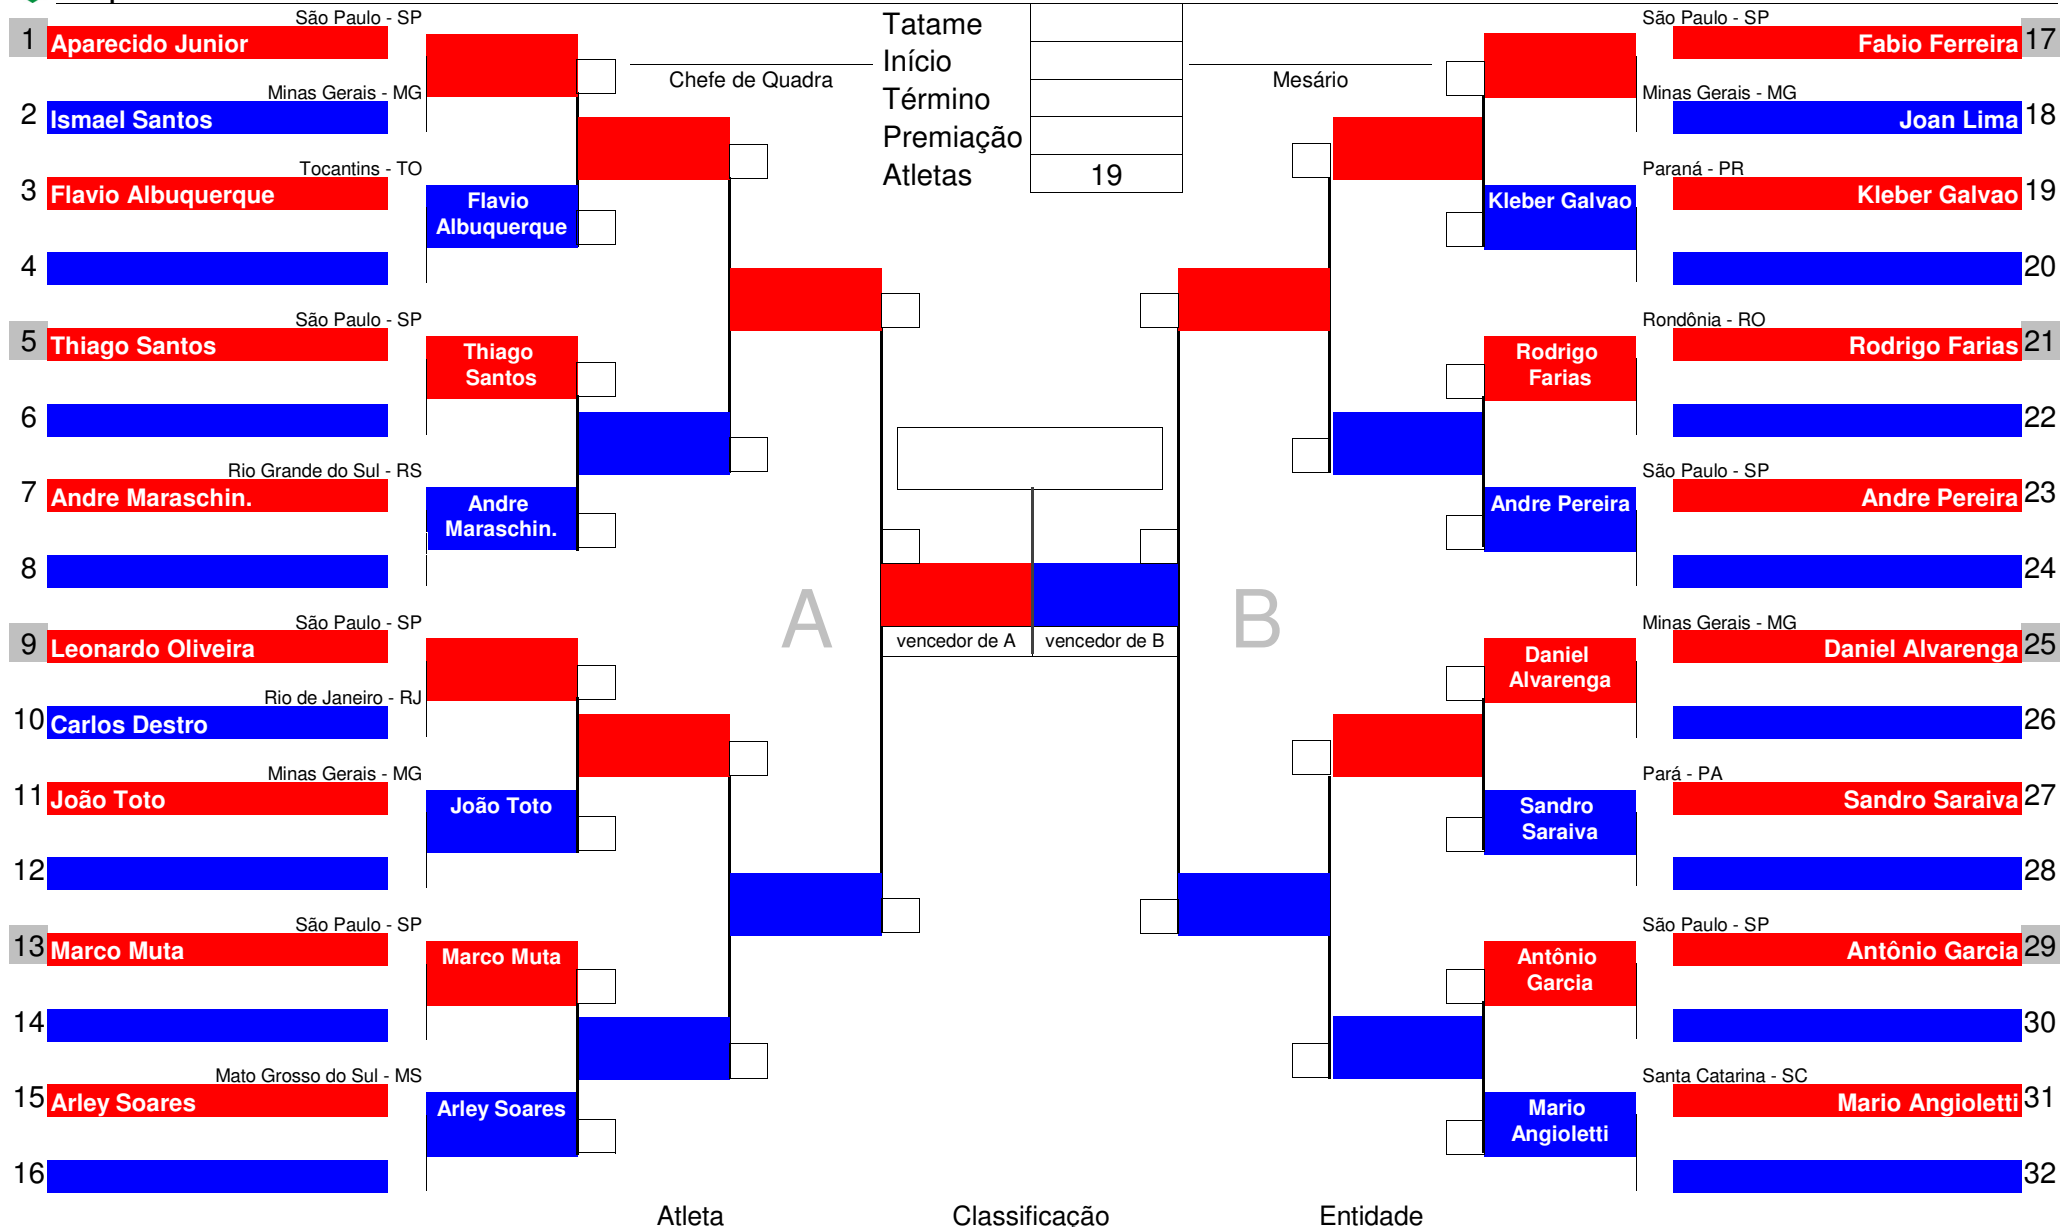 São Paulo - SP
1 Aparecido Junior
Minas Gerais - MG
2 Ismael Santos
Tocantins - TO
3 Flavio Albuquerque
Flavio
Albuquerque
4
São Paulo - SP
5 Thiago Santos
Thiago
Santos
6
Rio Grande do Sul - RS
7 Andre Maraschin.
Andre
Maraschin.
8
São Paulo - SP
9 Leonardo Oliveira
Rio de Janeiro - RJ
10 Carlos Destro
Minas Gerais - MG
11 João Toto
João Toto
12
São Paulo - SP
13 Marco Muta
Marco Muta
14
Mato Grosso do Sul - MS
15 Arley Soares
Arley Soares
16
Chefe de Quadra
Tatame
Início
Término
Premiação
Atletas 19
Mesário
A
B
vencedor de A
vencedor de B
São Paulo - SP
Fabio Ferreira 17
Minas Gerais - MG
Joan Lima 18
Paraná - PR
Kleber Galvao 19
Kleber Galvao
20
Rondônia - RO
Rodrigo Farias 21
Rodrigo
Farias
22
São Paulo - SP
Andre Pereira 23
Andre Pereira
24
Minas Gerais - MG
Daniel Alvarenga 25
Daniel
Alvarenga
26
Pará - PA
Sandro Saraiva 27
Sandro
Saraiva
28
São Paulo - SP
Antônio Garcia 29
Antônio
Garcia
30
Santa Catarina - SC
Mario Angioletti 31
Mario
Angioletti
32
Atleta
Classificação
Entidade